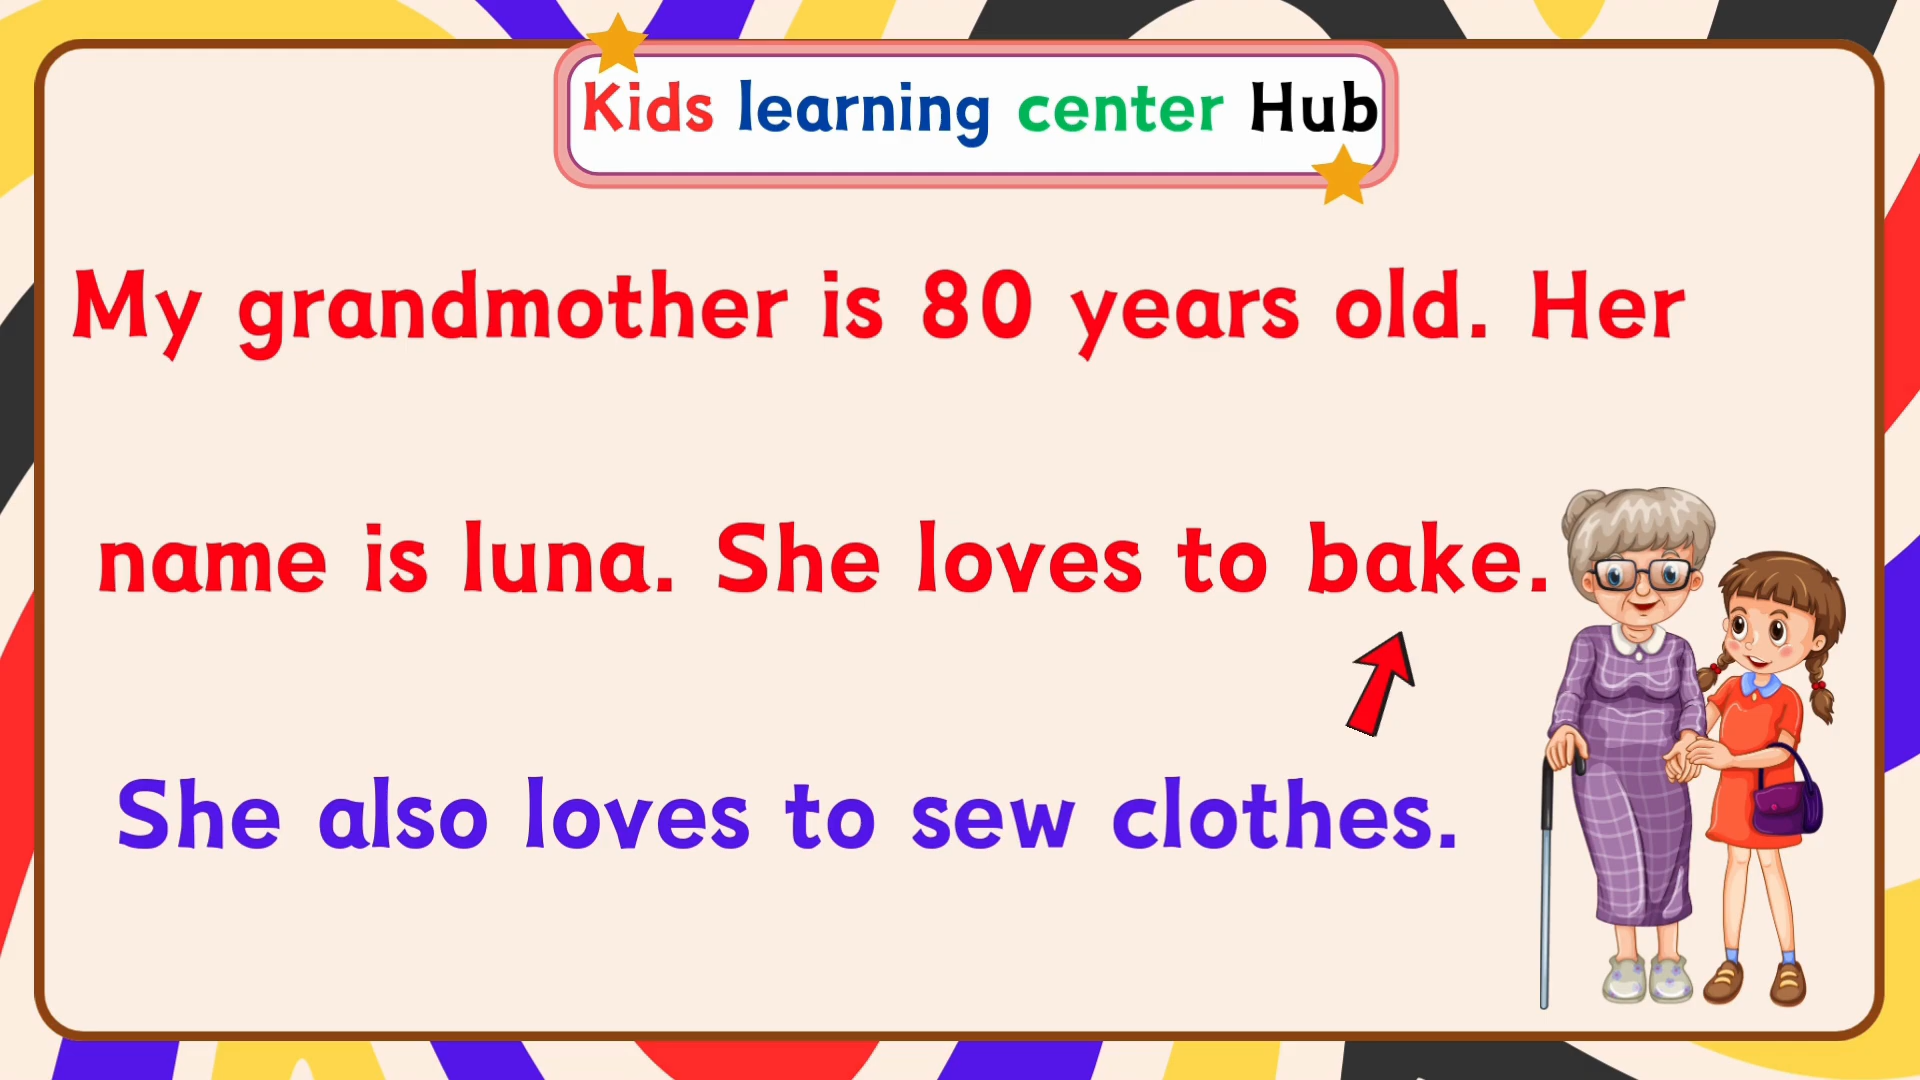 Kids learning center Hub
My grandmother is 80 years old. Her
name is luna. She loves to bake.
She also loves to sew clothes.